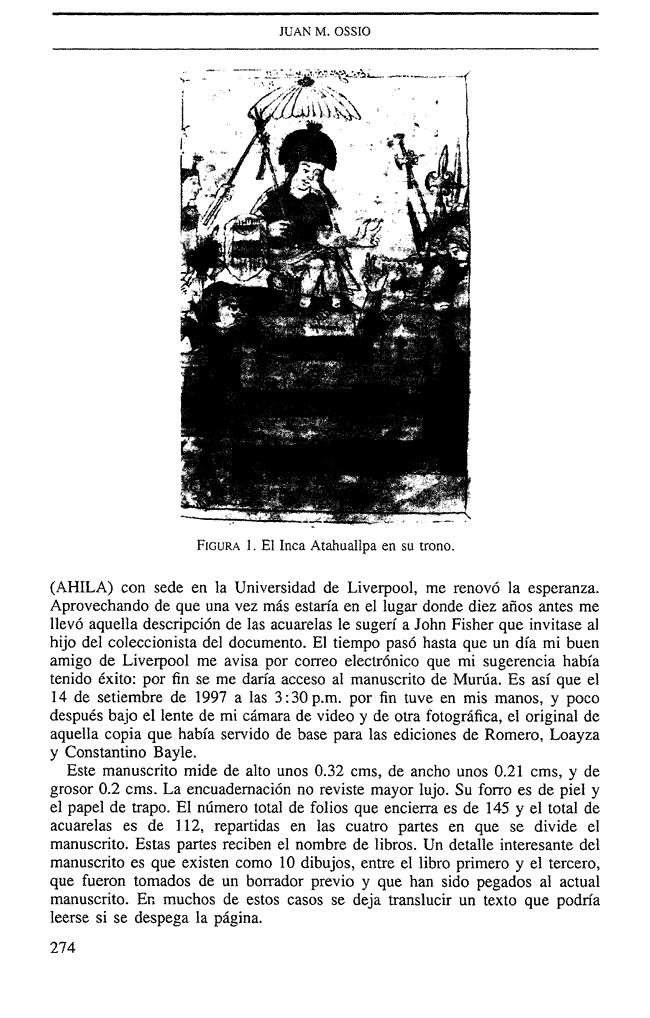 JUAN M. OSSIO
FIGURA 1. El Inca Atahuallpa en su trono.
(AHILA) con sede en la Universidad de Liverpool, me renovó la esperanza.
Aprovechando de que una vez más estaría en el lugar donde diez años antes me
llevó aquella descripción de las acuarelas le sugerí a John Fisher que invitase al
hijo del coleccionista del documento. El tiempo pasó hasta que un día mi buen
amigo de Liverpool me avisa por correo electrónico que mi sugerencia había
tenido éxito: por fin se me daría acceso al manuscrito de Murúa. Es así que el
14 de setiembre de 1997 a las 3:30 p.m. por fin tuve en mis manos, y poco
después bajo el lente de mi cámara de video y de otra fotográfica, el original de
aquella copia que había servido de base para las ediciones de Romero, Loayza
y Constantino Bayle.
Este manuscrito mide de alto unos 0.32 cms, de ancho unos 0.21 cms, y de
grosor 0.2 cms. La encuadernación no reviste mayor lujo. Su forro es de piel y
el papel de trapo. El número total de folios que encierra es de 145 y el total de
acuarelas es de 112, repartidas en las cuatro partes en que se divide el
manuscrito. Estas partes reciben el nombre de libros. Un detalle interesante del
manuscrito es que existen como 10 dibujos, entre el libro primero y el tercero,
que fueron tomados de un borrador previo y que han sido pegados al actual
manuscrito. En muchos de estos casos se deja translucir un texto que podría
leerse si se despega la página.
274